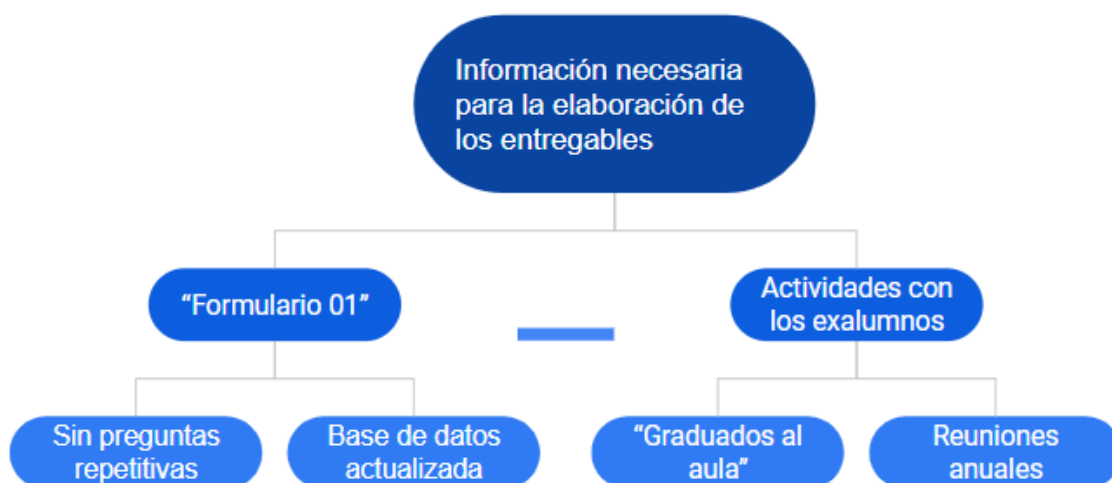 Información necesaria
para la elaboración de
los entregables
“Formulario 01”
Actividades con
los exalumnos
Sin preguntas
repetitivas
Base de datos
actualizada
“Graduados al
aula”
Reuniones
anuales